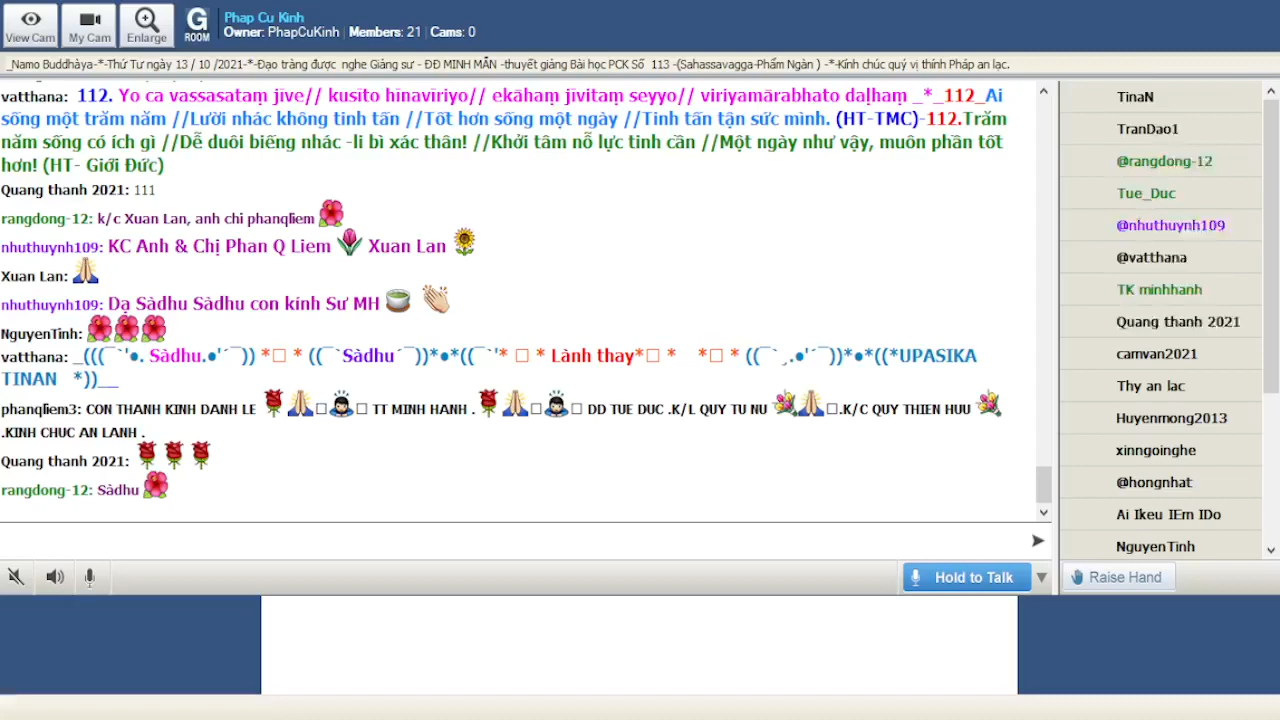 View Cam
My Cam
Enlarge
G
ROOM
Phap Cu Kinh
Owner: PhapCuKinh | Members: 21 | Cams: 0
_Namo Buddhàya-*-Thứ Tư ngày 13 / 10 /2021-*-Đạo tràng được nghe Giảng sư - ĐĐ MINH MẪN -thuyết giảng Bài học PCK Số 113 -(Sahassavagga-Phẩm Ngàn ) -*-Kính chúc quý vị thính Pháp an lạc.
vatthana: 112. Yo ca vassasataṃ jīve// kusīto hīnavīriyo// ekāhaṃ jīvitaṃ seyyo// viriyamārabhato daḷhaṃ _*_112_Ai
sống một trăm năm //Lười nhác không tinh tấn //Tốt hơn sống một ngày //Tinh tấn tận sức mình. (HT-TMC)-112.Trăm
năm sống có ích gì //Dễ duôi biếng nhác -li bì xác thân! //Khởi tâm nỗ lực tinh cần //Một ngày như vậy, muôn phần tốt
hơn! (HT- Giới Đức)
Quang thanh 2021: 111
rangdong-12: k/c Xuan Lan, anh chi phanqliem
nhuthuynh109: KC Anh & Chị Phan Q Liem Xuan Lan
Xuan Lan:
nhuthuynh109: Dạ Sàdhu Sàdhu con kính Sư MH
NguyenTinh:
vatthana: _(((¯`'●. Sàdhu.●'´¯)) *□ * ((¯`Sàdhu´¯))*●*((¯`'* □ * Lành thay*□ * *□ * ((¯`¸.●'´¯))*●*((*UPASIKA
TINAN *))__
phanqliem3: CON THANH KINH DANH LE □ □ TT MINH HANH . □ □ DD TUE DUC .K/L QUY TU NU □.K/C QUY THIEN HUU
.KINH CHUC AN LANH .
Quang thanh 2021:
rangdong-12: Sàdhu
Hold to Talk
TinaN
TranDao1
@rangdong-12
Tue_Duc
@nhuthuynh109
@vatthana
TK minhhanh
Quang thanh 2021
camvan2021
Thy an lac
Huyenmong2013
xinngoinghe
@hongnhat
Ai Ikeu IEm IDo
NguyenTinh
Raise Hand